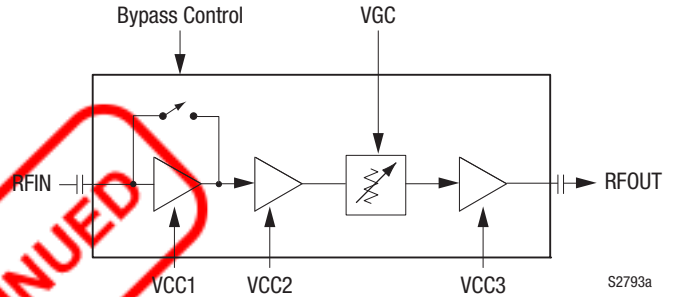 Bypass Control
VGC
RFIN
RFOUT
NUED
VCC1
VCC2
VCC3
S2793a